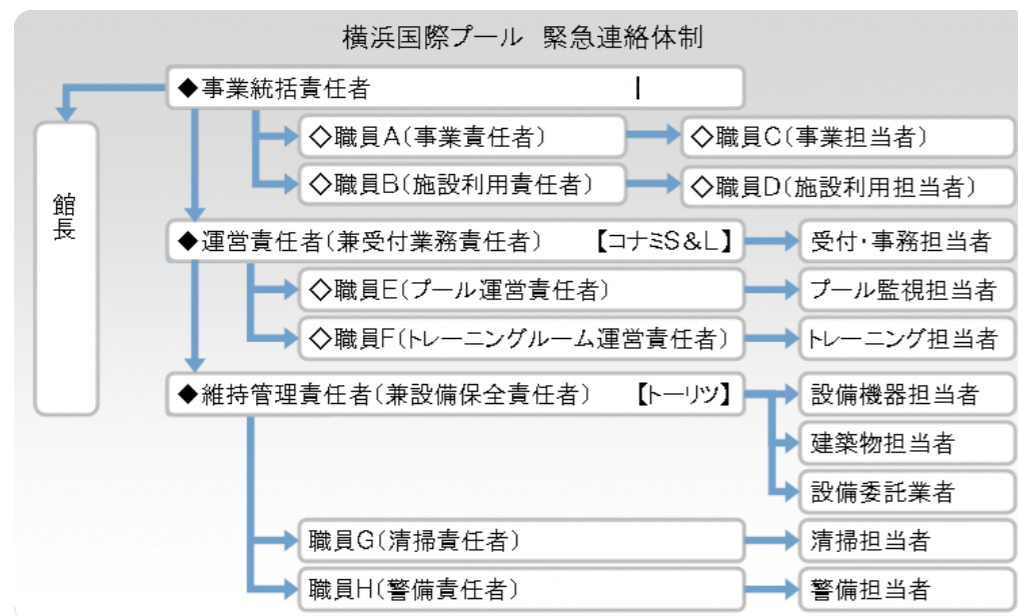 横浜国際プール 緊急連絡体制
◆事業統括責任者
◇職員A(事業責任者)
◇職員C(事業担当者)
◇職員B(施設利用責任者)
◇職員D(施設利用担当者)
館長
◆運営責任者(兼受付業務責任者) 【コナミS&L】
受付・事務担当者
◇職員E(プール運営責任者)
プール監視担当者
◇職員F(トレーニングルーム運営責任者)
トレーニング担当者
◆維持管理責任者(兼設備保全責任者) 【トーリツ】
設備機器担当者
建築物担当者
設備委託業者
職員G(清掃責任者)
清掃担当者
職員H(警備責任者)
警備担当者